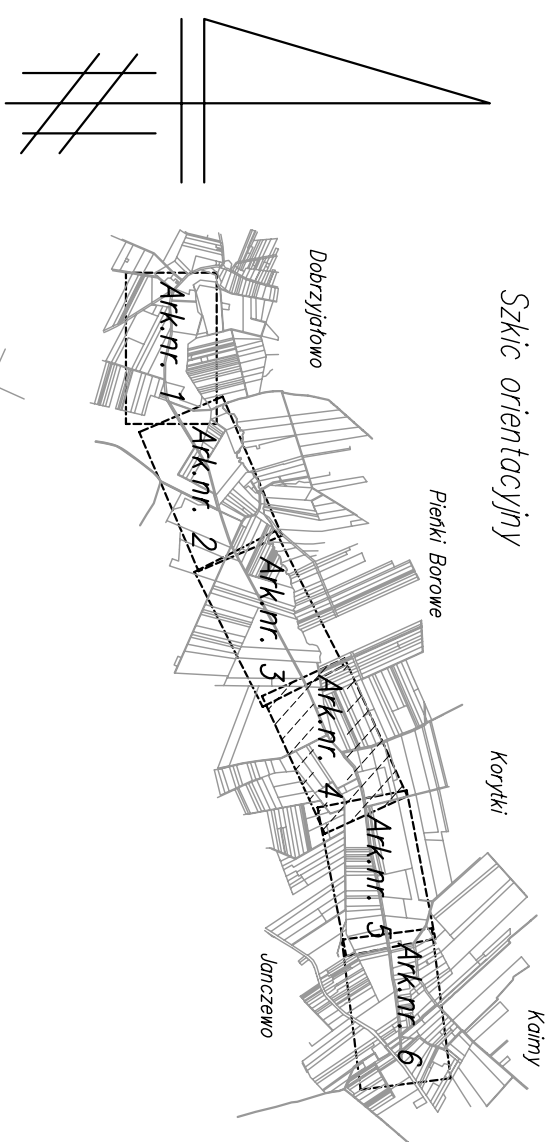 Szkic orientacyjny
Dobrzyjałowo
Pieńki Borowe
Korytki
Kaimy
Janczewo
Ark.nr. 1
Ark.nr. 2
Ark.nr. 3
Ark.nr. 4
Ark.nr. 5
Ark.nr. 6